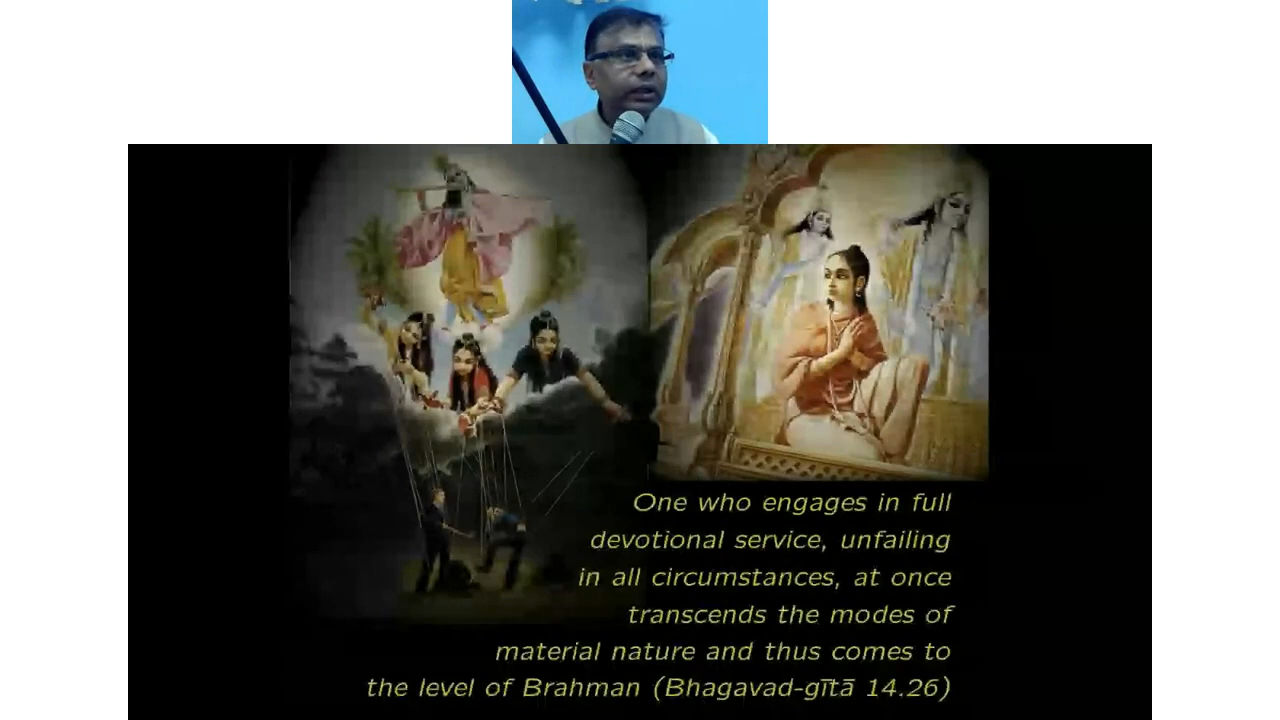 One who engages in full
devotional service, unfailing
in all circumstances, at once
transcends the modes of
material nature and thus comes to
the level of Brahman (Bhagavad-gītā 14.26)